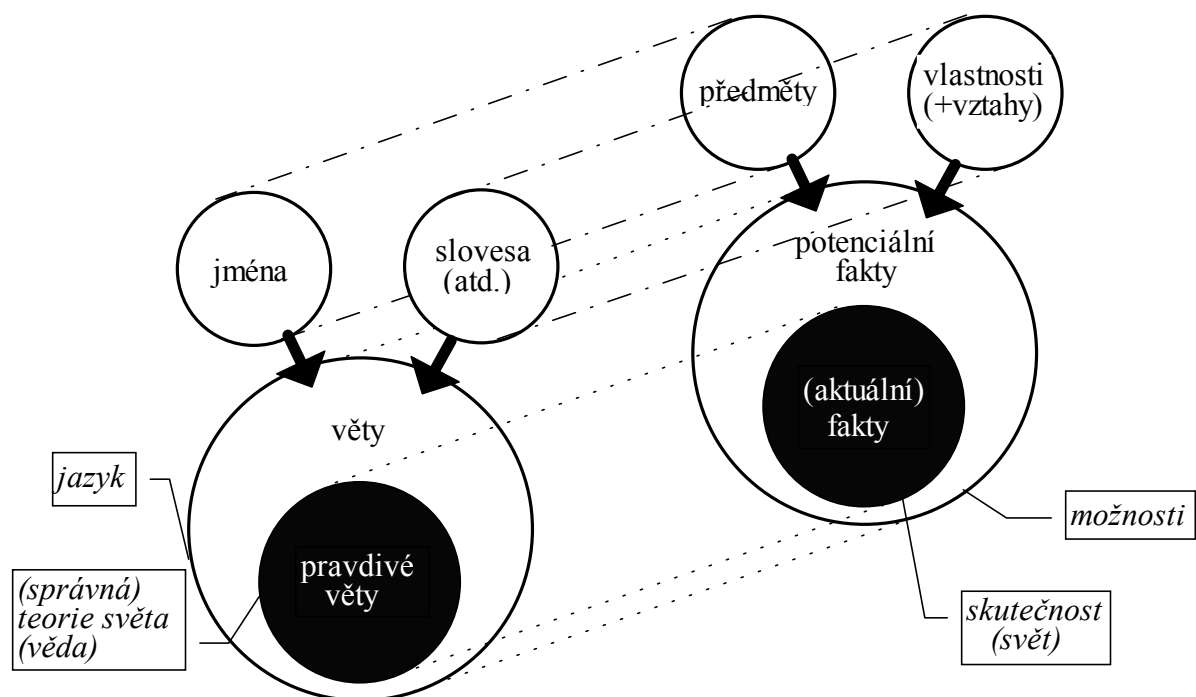 předměty
vlastnosti
(+vztahy)
jména
slovesa
(atd.)
potenciální
fakty
(aktuální)
fakty
věty
jazyk
možnosti
pravdivé
věty
(správná)
teorie světa
(věda)
skutečnost
(svět)